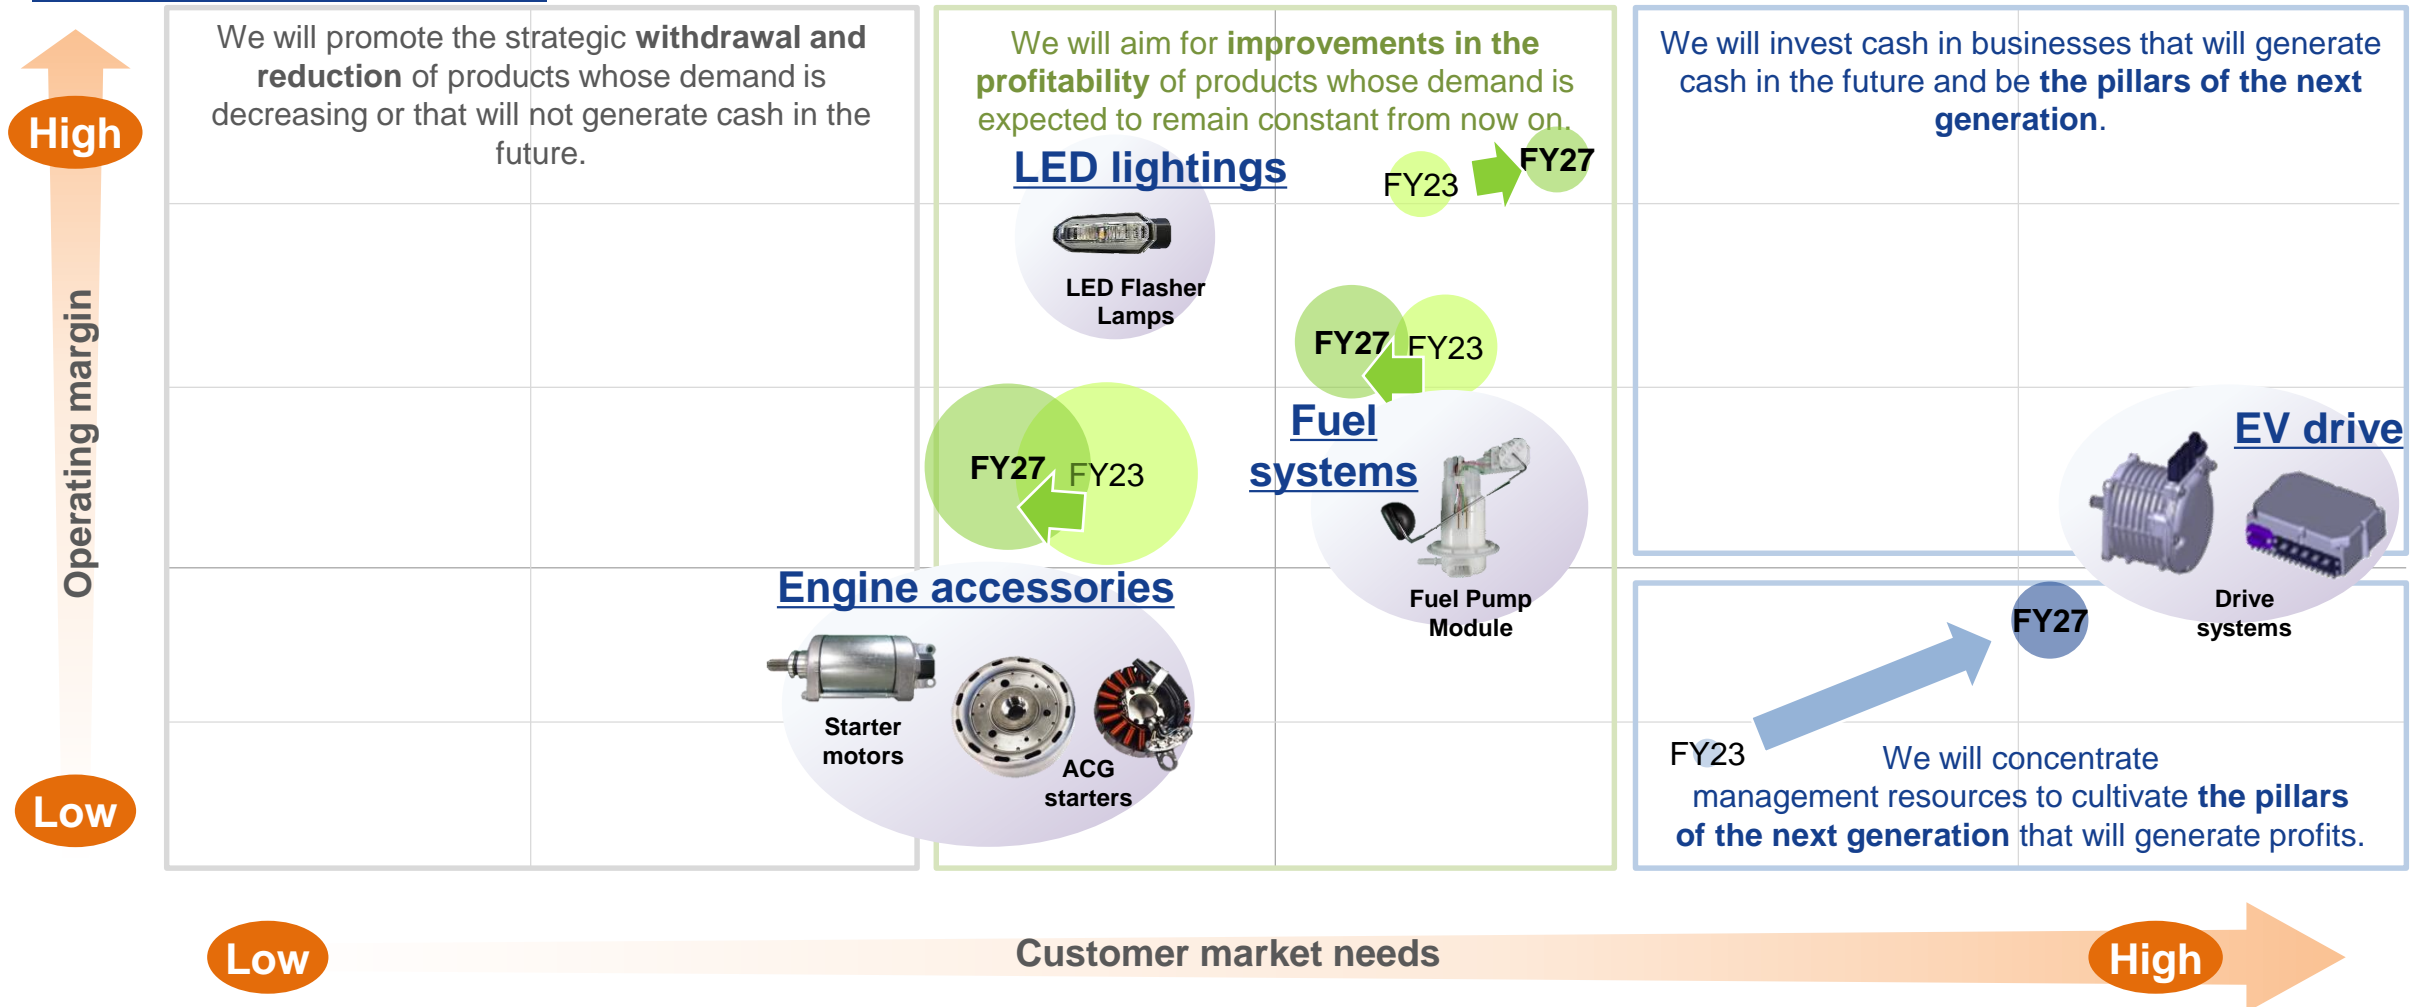 We will promote the strategic withdrawal and
reduction of products whose demand is
decreasing or that will not generate cash in the
future.
We will aim for improvements in the
profitability of products whose demand is
expected to remain constant from now on.
We will invest cash in businesses that will generate
cash in the future and be the pillars of the next
generation.
High
Operating margin
Low
LED lightings
LED Flasher
Lamps
FY23
FY27
FY27
FY23
Fuel
systems
Fuel Pump
Module
FY27
FY23
Engine accessories
Starter
motors
ACG
starters
EV drive
Drive
systems
FY27
FY23
We will concentrate
management resources to cultivate the pillars
of the next generation that will generate profits.
Low
Customer market needs
High